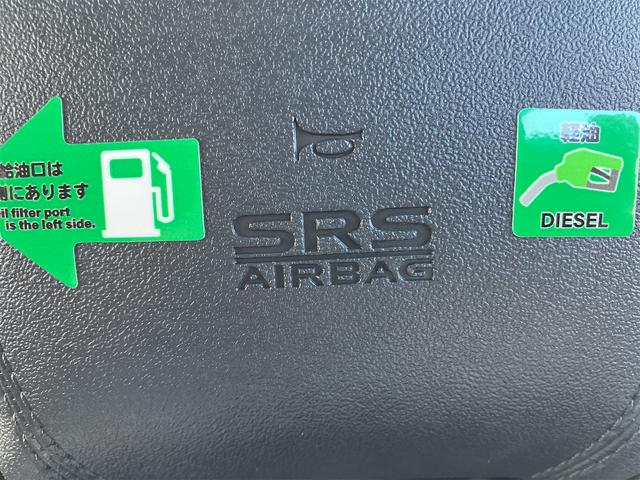 給油口は
側にあります
il filter port
is the left side.
SRS
AIRBAG
軽油
DIESEL